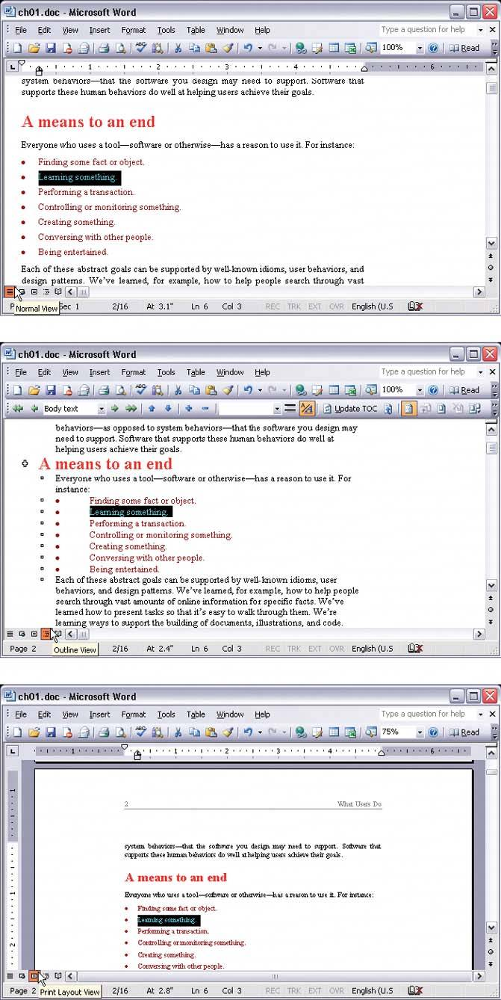 ch01.doc - Microsoft Word
File Edit View Insert Format Tools Table Window Help Type a question for help
100% Read
1 2 3 4 6
system behaviors—that the software you design may need to support. Software that
supports these human behaviors do well at helping users achieve their goals.
A means to an end
Everyone who uses a tool—software or otherwise—has a reason to use it. For instance:
• Finding some fact or object.
• Learning something.
• Performing a transaction.
• Controlling or monitoring something.
• Creating something.
• Conversing with other people.
• Being entertained.
Each of these abstract goals can be supported by well-known idioms, user behaviors, and
design patterns. We've learned, for example, how to help people search through vast
P Sec 1 2/16 At 3.1" Ln 6 Col 3 REC TRK EXT OVR English (U.S
Normal View
ch01.doc - Microsoft Word
File Edit View Insert Format Tools Table Window Help Type a question for help
100% Read
Body text Update TOC
behaviors—as opposed to system behaviors—that the software you design may
need to support. Software that supports these human behaviors do well at
helping users achieve their goals.
A means to an end
Everyone who uses a tool—software or otherwise—has a reason to use it. For
instance:
• Finding some fact or object.
• Learning something.
• Performing a transaction.
• Controlling or monitoring something.
• Creating something.
• Conversing with other people.
• Being entertained.
Each of these abstract goals can be supported by well-known idioms, user
behaviors, and design patterns. We've learned, for example, how to help people
search through vast amounts of online information for specific facts. We've
learned how to present tasks so that it's easy to walk through them. We're
learning ways to support the building of documents, illustrations, and code.
Page 2 2/16 At 2.4" Ln 6 Col 3 REC TRK EXT OVR English (U.S
Outline View
ch01.doc - Microsoft Word
File Edit View Insert Format Tools Table Window Help Type a question for help
75% Read
1 1 2 3 4 6
2 What Users Do
system behaviors—that the software you design may need to support. Software that
supports these human behaviors do well at helping users achieve their goals.
A means to an end
Everyone who uses a tool—software or otherwise—has a reason to use it. For instance:
• Finding some fact or object.
• Learning something.
• Performing a transaction.
• Controlling or monitoring something.
• Creating something.
• Conversing with other people.
Page 2 2/16 At 2.8" Ln 6 Col 3 REC TRK EXT OVR English (U.S
Print Layout View